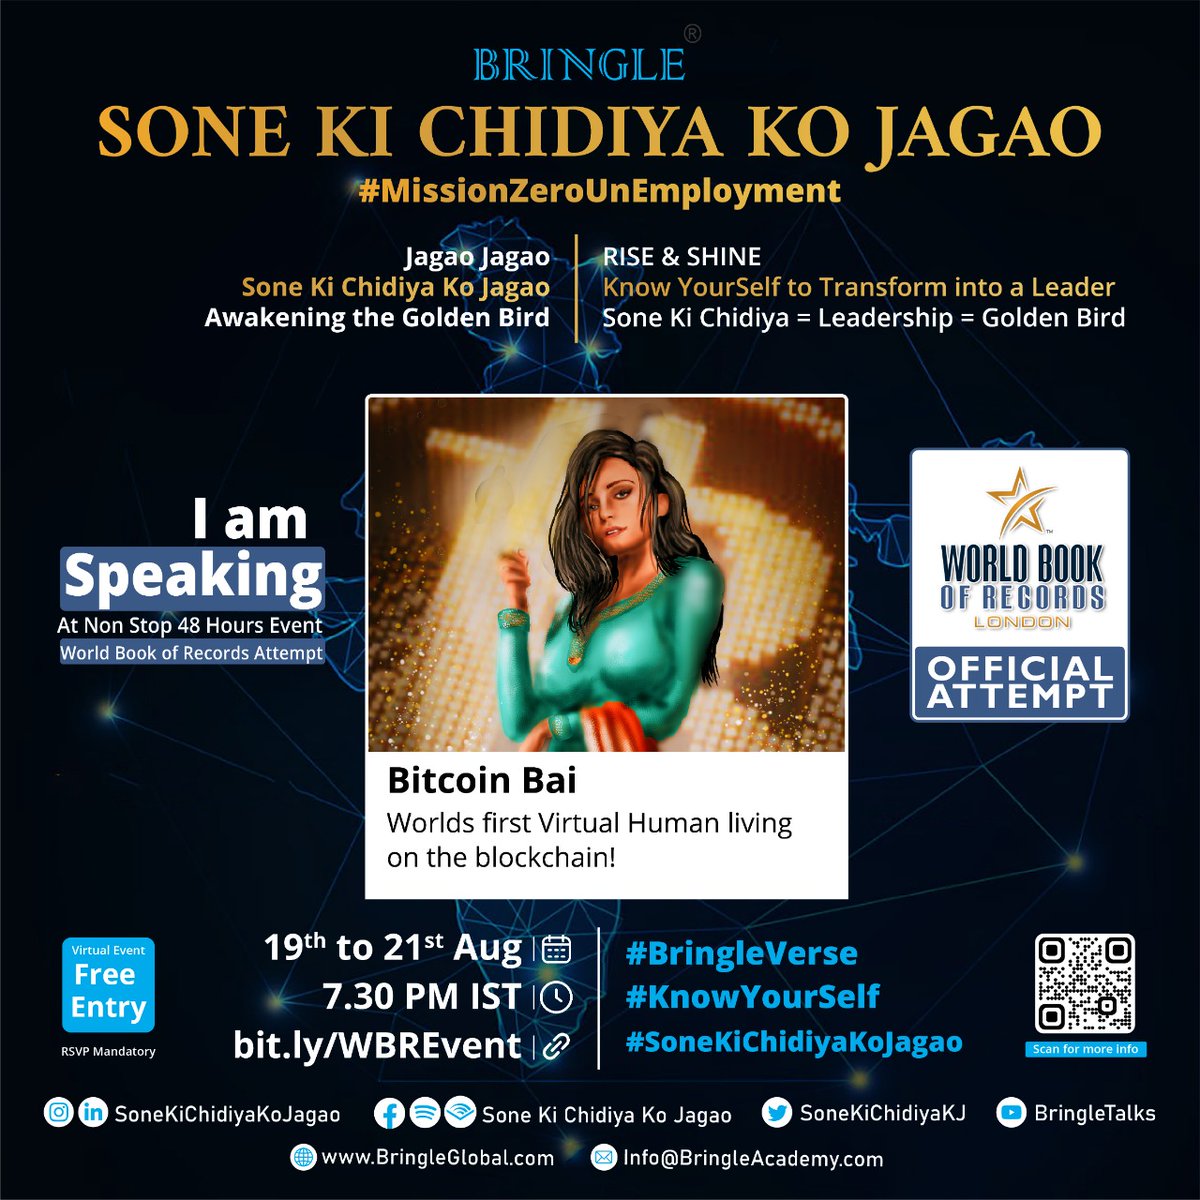 BRINGLE®
SONE KI CHIDIYA KO JAGAO
#MissionZeroUnEmployment
Jagao Jagao
Sone Ki Chidiya Ko Jagao
Awakening the Golden Bird
RISE & SHINE
Know YourSelf to Transform into a Leader
Sone Ki Chidiya = Leadership = Golden Bird
I am
Speaking
At Non Stop 48 Hours Event
World Book of Records Attempt
WORLD BOOK
OF RECORDS
LONDON
OFFICIAL
ATTEMPT
Bitcoin Bai
Worlds first Virtual Human living
on the blockchain!
Virtual Event
Free
Entry
RSVP Mandatory
19th to 21st Aug
7.30 PM IST
bit.ly/WBREvent
#BringleVerse
#KnowYourSelf
#SoneKiChidiyaKoJagao
Scan for more info
SoneKiChidiyaKoJagao
Sone Ki Chidiya Ko Jagao
SoneKiChidiyaKJ
BringleTalks
www.BringleGlobal.com
Info@BringleAcademy.com